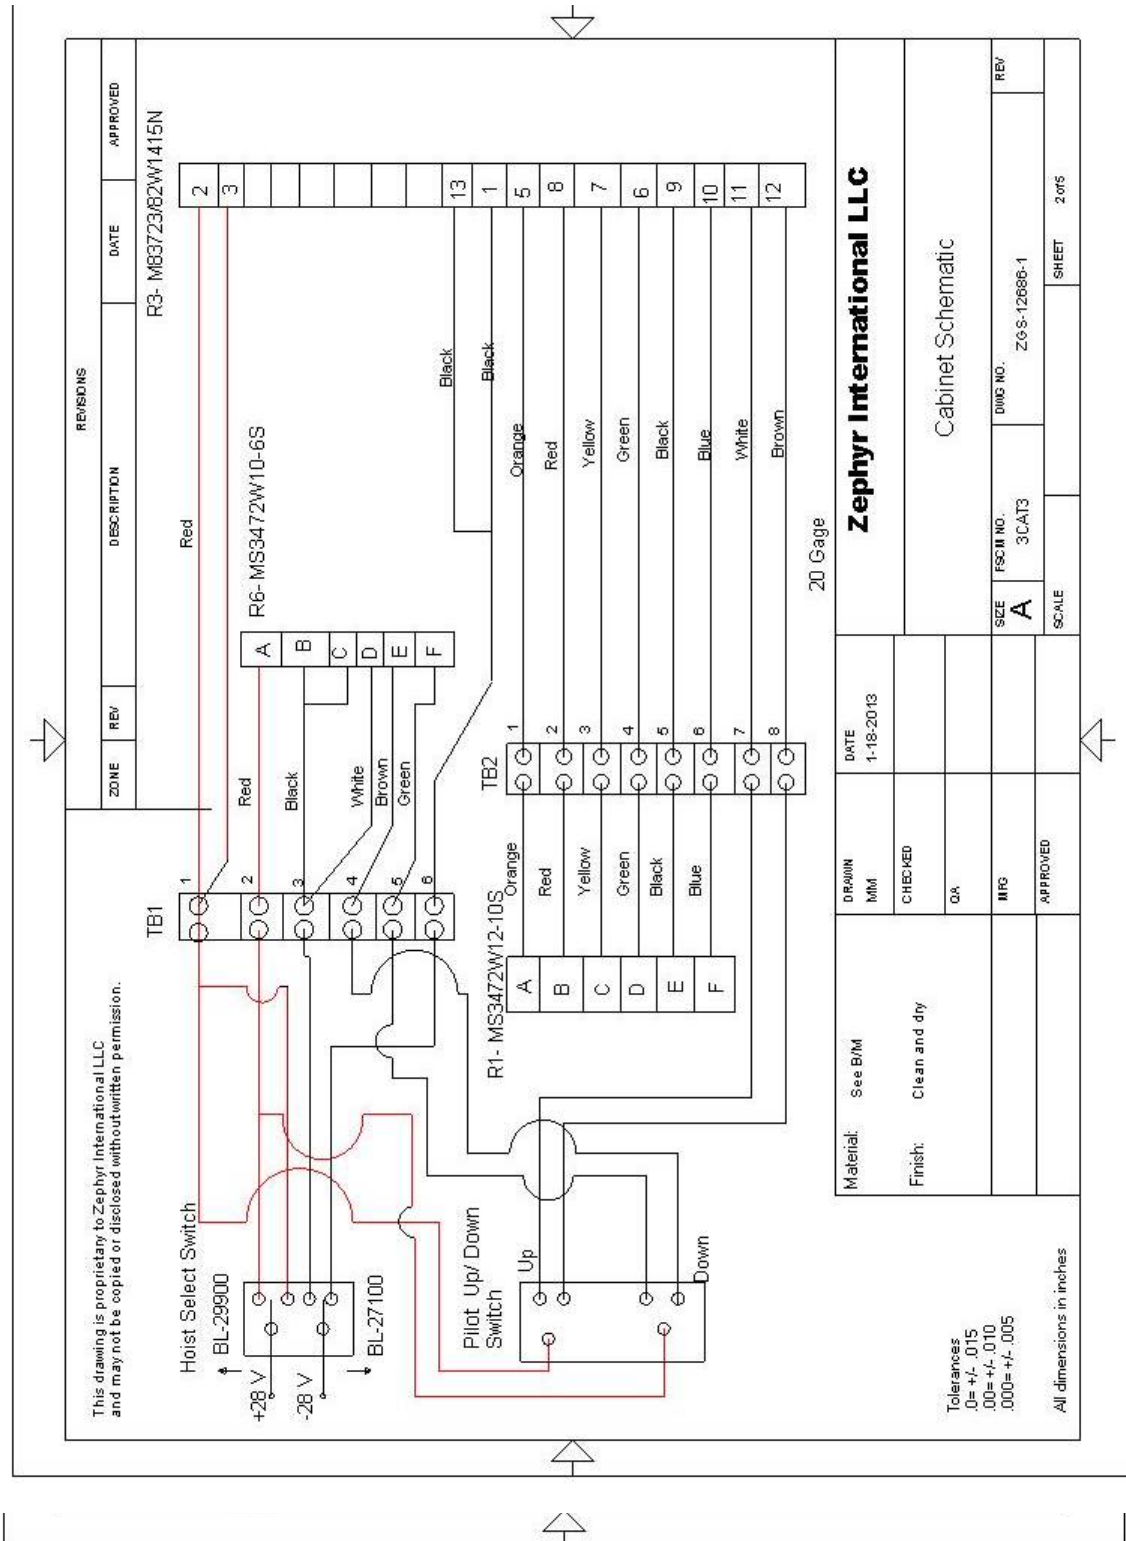 This drawing is proprietary to Zephyr International LLC
and may not be copied or disclosed without written permission.
REVISIONS
ZONE
REV
DESCRIPTION
DATE
APPROVED
R3- M83723/82W1415N
Hoist Select Switch
BL-29900
BL-27100
+28 V
-28 V
TB1
1
2
3
4
5
6
Red
Red
Black
White
Brown
Green
R6- MS3472W10-6S
A
B
C
D
E
F
2
3
13
1
5
8
7
6
9
10
11
12
Black
Black
Orange
Red
Yellow
Green
Black
Blue
White
Brown
Pilot Up/ Down
Switch
Up
Down
R1- MS3472W12-10S
A
B
C
D
E
F
Orange
Red
Yellow
Green
Black
Blue
TB2
1
2
3
4
5
6
7
8
20 Gage
Tolerances
.0= +/- .015
.00= +/- .010
.000= +/- .005
All dimensions in inches
Material: See B/M
Finish: Clean and dry
DRAWN
MM
DATE
1-18-2013
CHECKED
QA
MFG
APPROVED
Zephyr International LLC
Cabinet Schematic
SIZE
A
FSCM NO.
3CAT3
DWG NO.
ZGS-12686-1
REV
SCALE
SHEET
2 of 5